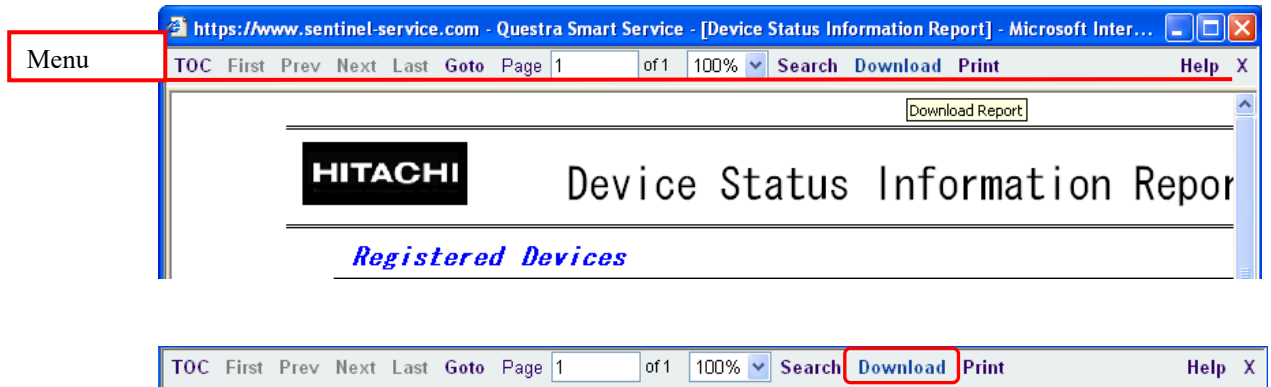 https://www.sentinel-service.com - Questra Smart Service - [Device Status Information Report] - Microsoft Inter...
Menu
TOC First Prev Next Last Goto Page 1 of 1 100% Search Download Print Help X
Download Report
HITACHI Device Status Information Repor
Registered Devices
TOC First Prev Next Last Goto Page 1 of 1 100% Search Download Print Help X